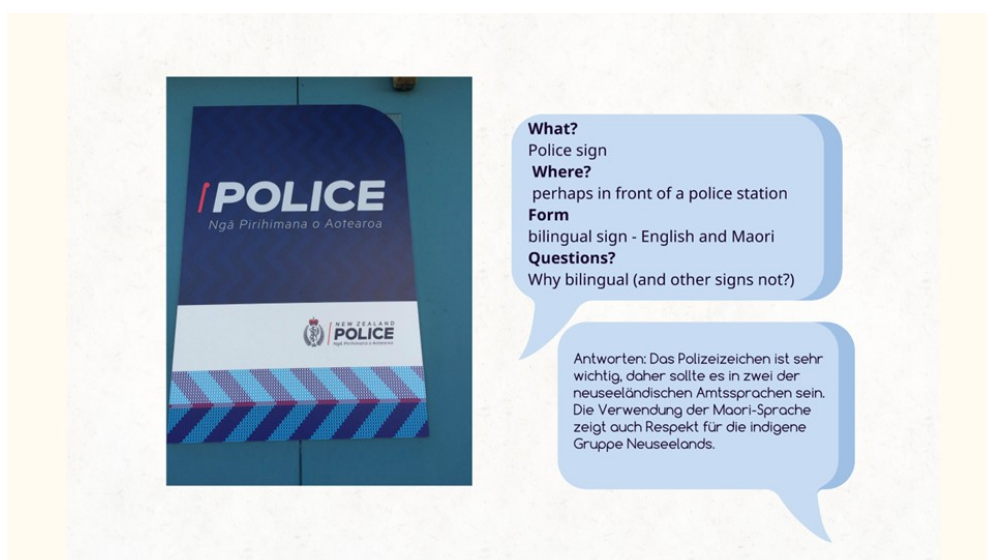 POLICE
Ngā Pirihimana o Aotearoa
NEW ZEALAND
POLICE
Ngā Pirihimana o Aotearoa
What?
Police sign
Where?
perhaps in front of a police station
Form
bilingual sign - English and Maori
Questions?
Why bilingual (and other signs not?)
Antworten: Das Polizeizeichen ist sehr
wichtig, daher sollte es in zwei der
neuseeländischen Amtssprachen sein.
Die Verwendung der Maori-Sprache
zeigt auch Respekt für die indigene
Gruppe Neuseelands.